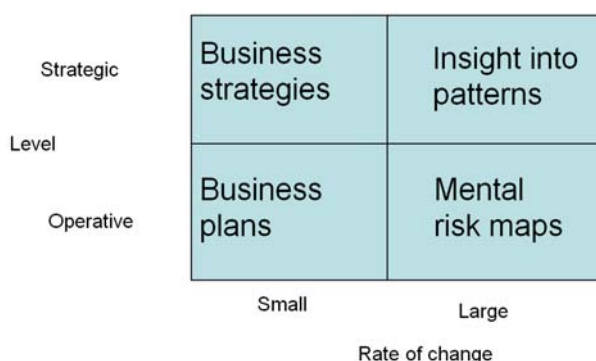 Strategic
Business
strategies
Insight into
patterns
Level
Operative
Business
plans
Mental
risk maps
Small
Large
Rate of change